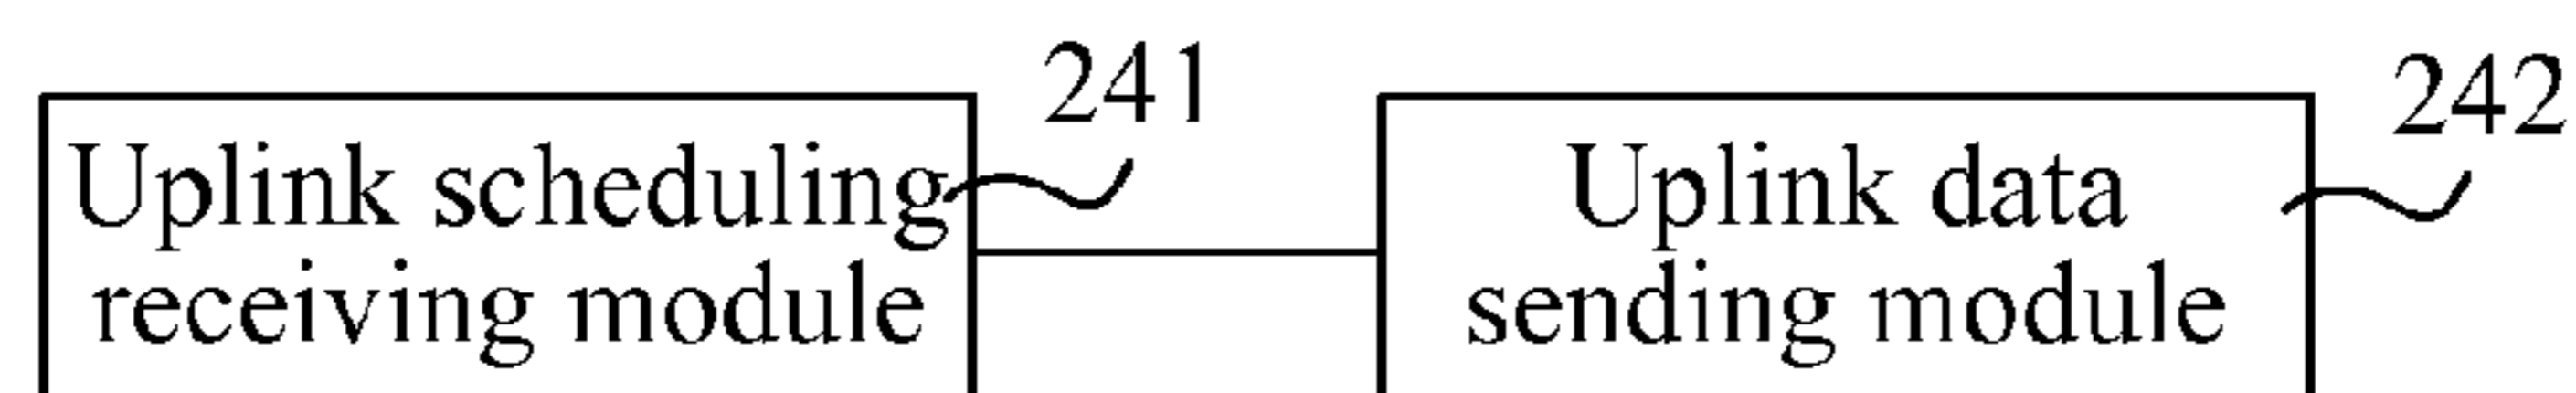 241
Uplink scheduling
receiving module
242
Uplink data
sending module